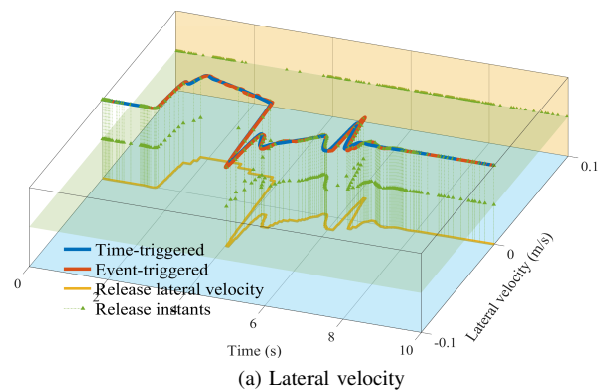 0.1
0
-0.1
Lateral velocity (m/s)
Time-triggered
Event-triggered
Release lateral velocity
Release instants
0
2
4
6
8
10
Time (s)
(a) Lateral velocity